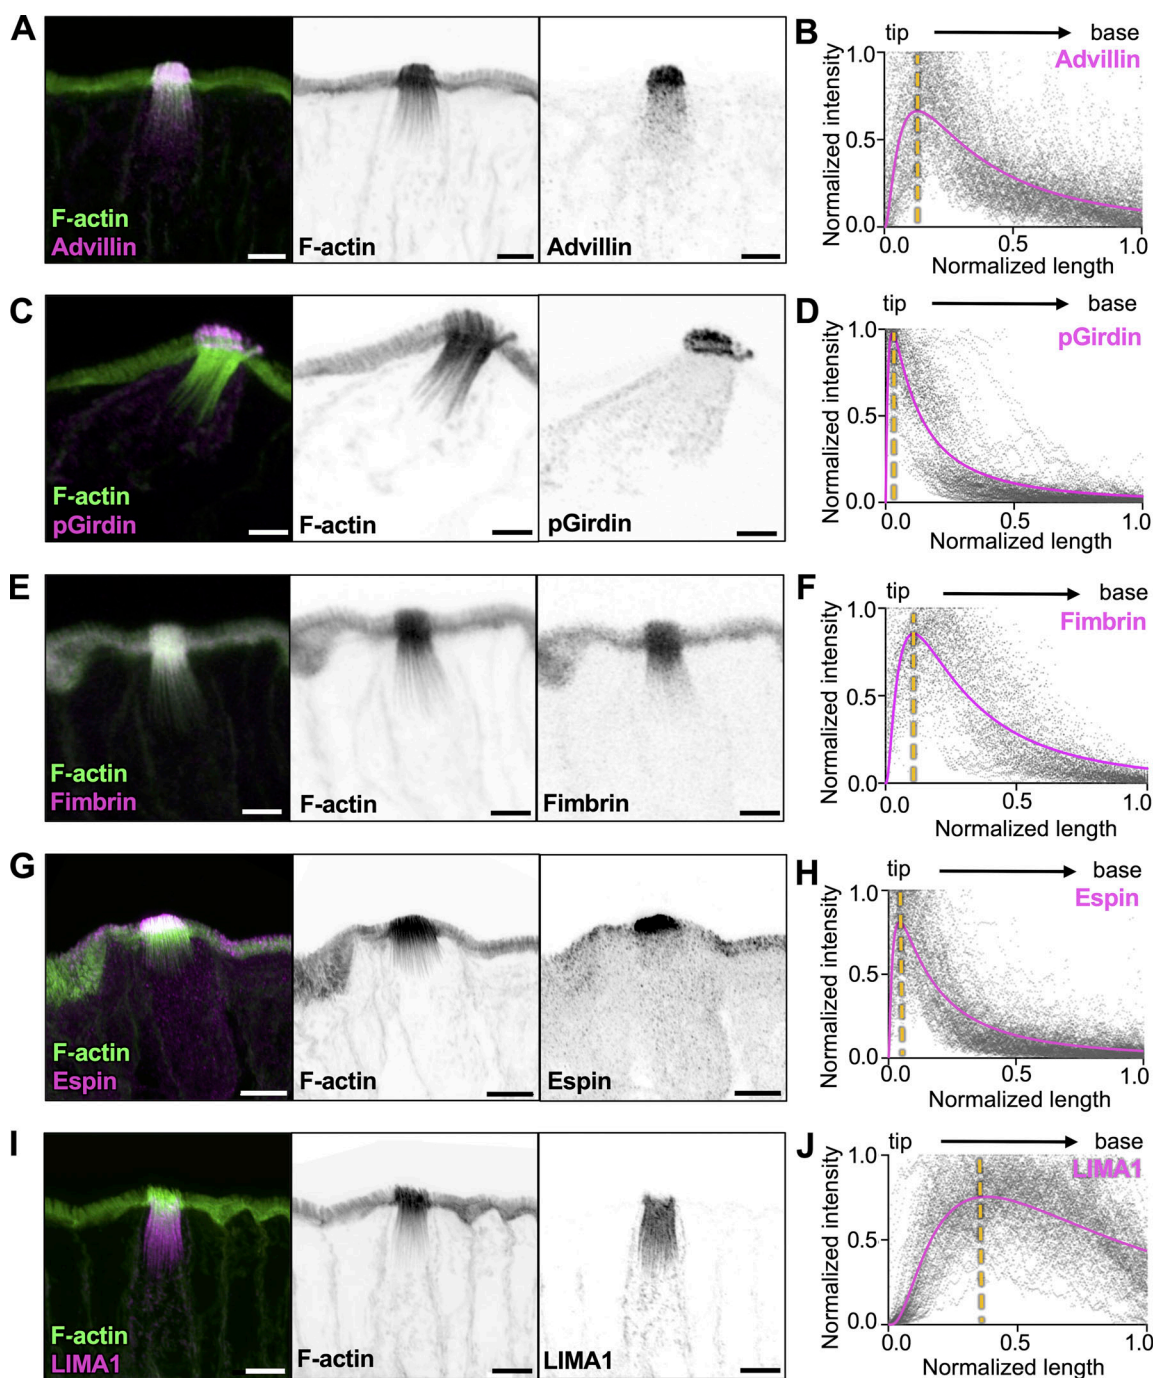 A
F-actin
Advillin
F-actin
Advillin
B
tip base
Advillin
Normalized intensity
1.0
0.5
0.0
0.0 0.5 1.0
Normalized length
C
F-actin
pGirdin
F-actin
pGirdin
D
tip base
pGirdin
Normalized intensity
1.0
0.5
0.0
0.0 0.5 1.0
Normalized length
E
F-actin
Fimbrin
F-actin
Fimbrin
F
tip base
Fimbrin
Normalized intensity
1.0
0.5
0.0
0.0 0.5 1.0
Normalized length
G
F-actin
Espin
F-actin
Espin
H
tip base
Espin
Normalized intensity
1.0
0.5
0.0
0.0 0.5 1.0
Normalized length
I
F-actin
LIMA1
F-actin
LIMA1
J
tip base
LIMA1
Normalized intensity
1.0
0.5
0.0
0.0 0.5 1.0
Normalized length